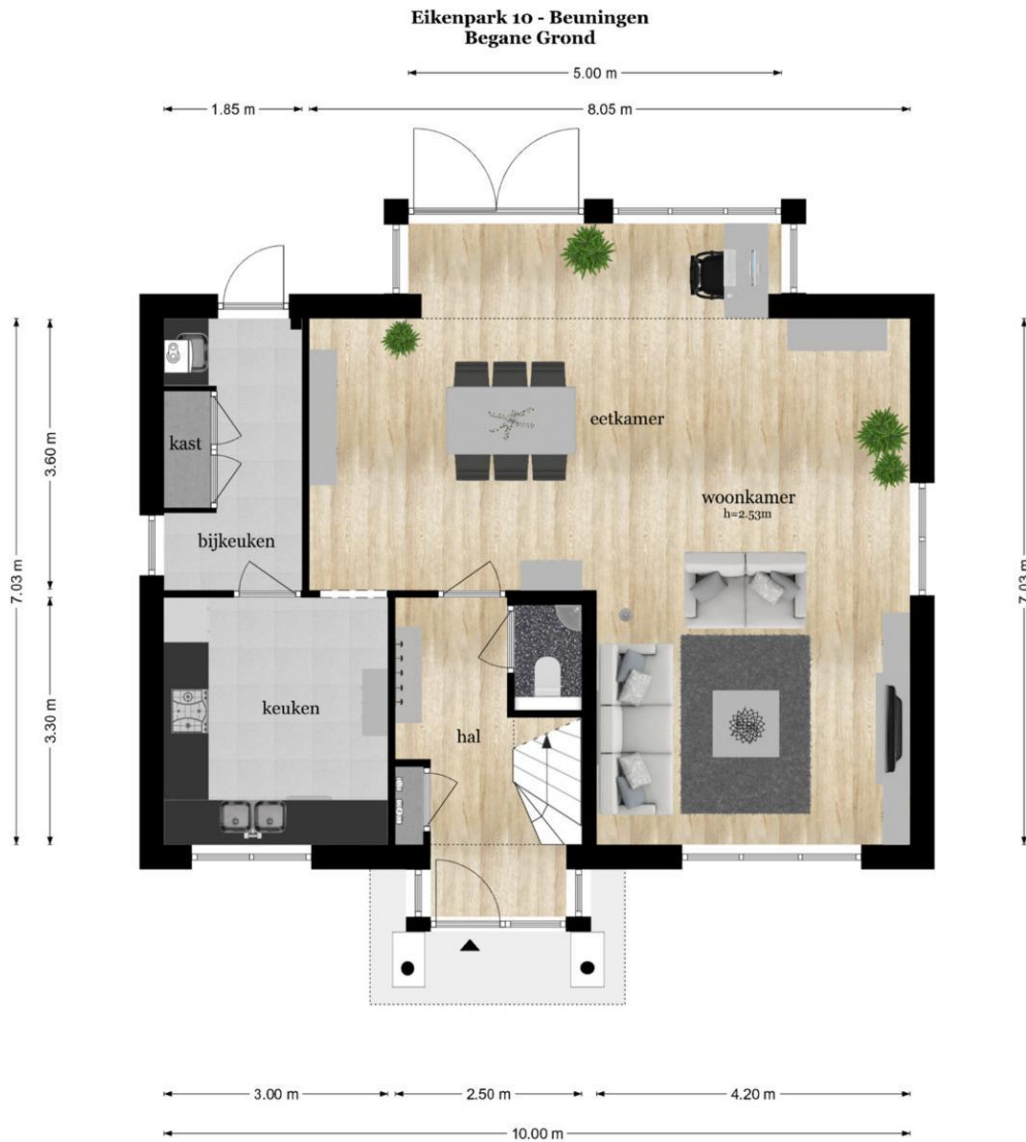 Eikenpark 10 - Beuningen
Begane Grond
5.00 m
1.85 m
8.05 m
eetkamer
kast
woonkamer
h=2.53m
bijkeuken
3.60 m
7.03 m
7.03 m
keuken
hal
3.30 m
3.00 m
2.50 m
4.20 m
10.00 m